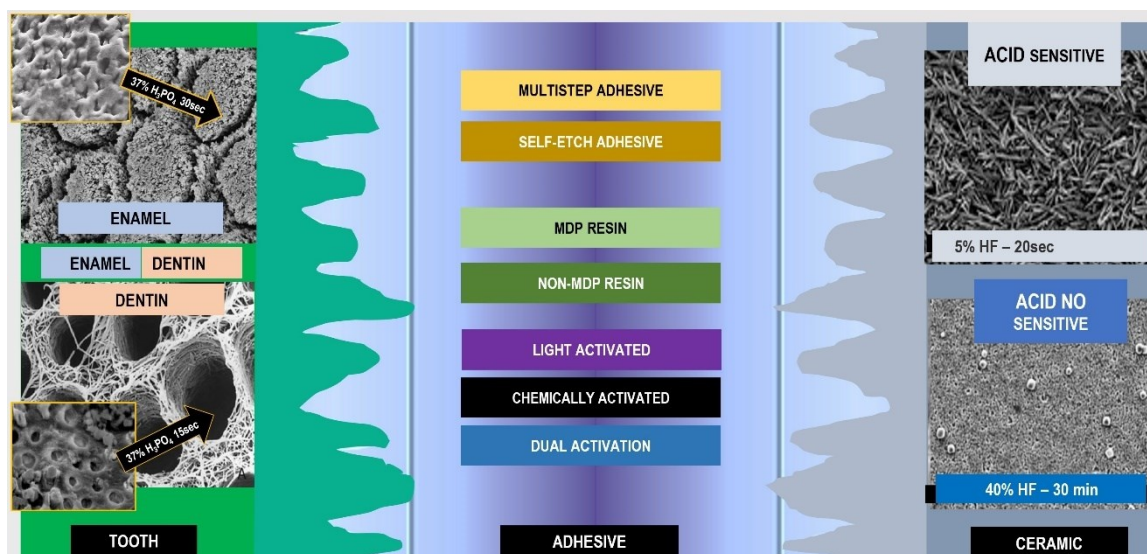 37% H₃PO₄ 30sec
ENAMEL
ENAMEL DENTIN
DENTIN
37% H₃PO₄ 15sec
A
TOOTH
MULTISTEP ADHESIVE
SELF-ETCH ADHESIVE
MDP RESIN
NON-MDP RESIN
LIGHT ACTIVATED
CHEMICALLY ACTIVATED
DUAL ACTIVATION
ADHESIVE
ACID SENSITIVE
5% HF – 20sec
ACID NO
SENSITIVE
40% HF – 30 min
CERAMIC